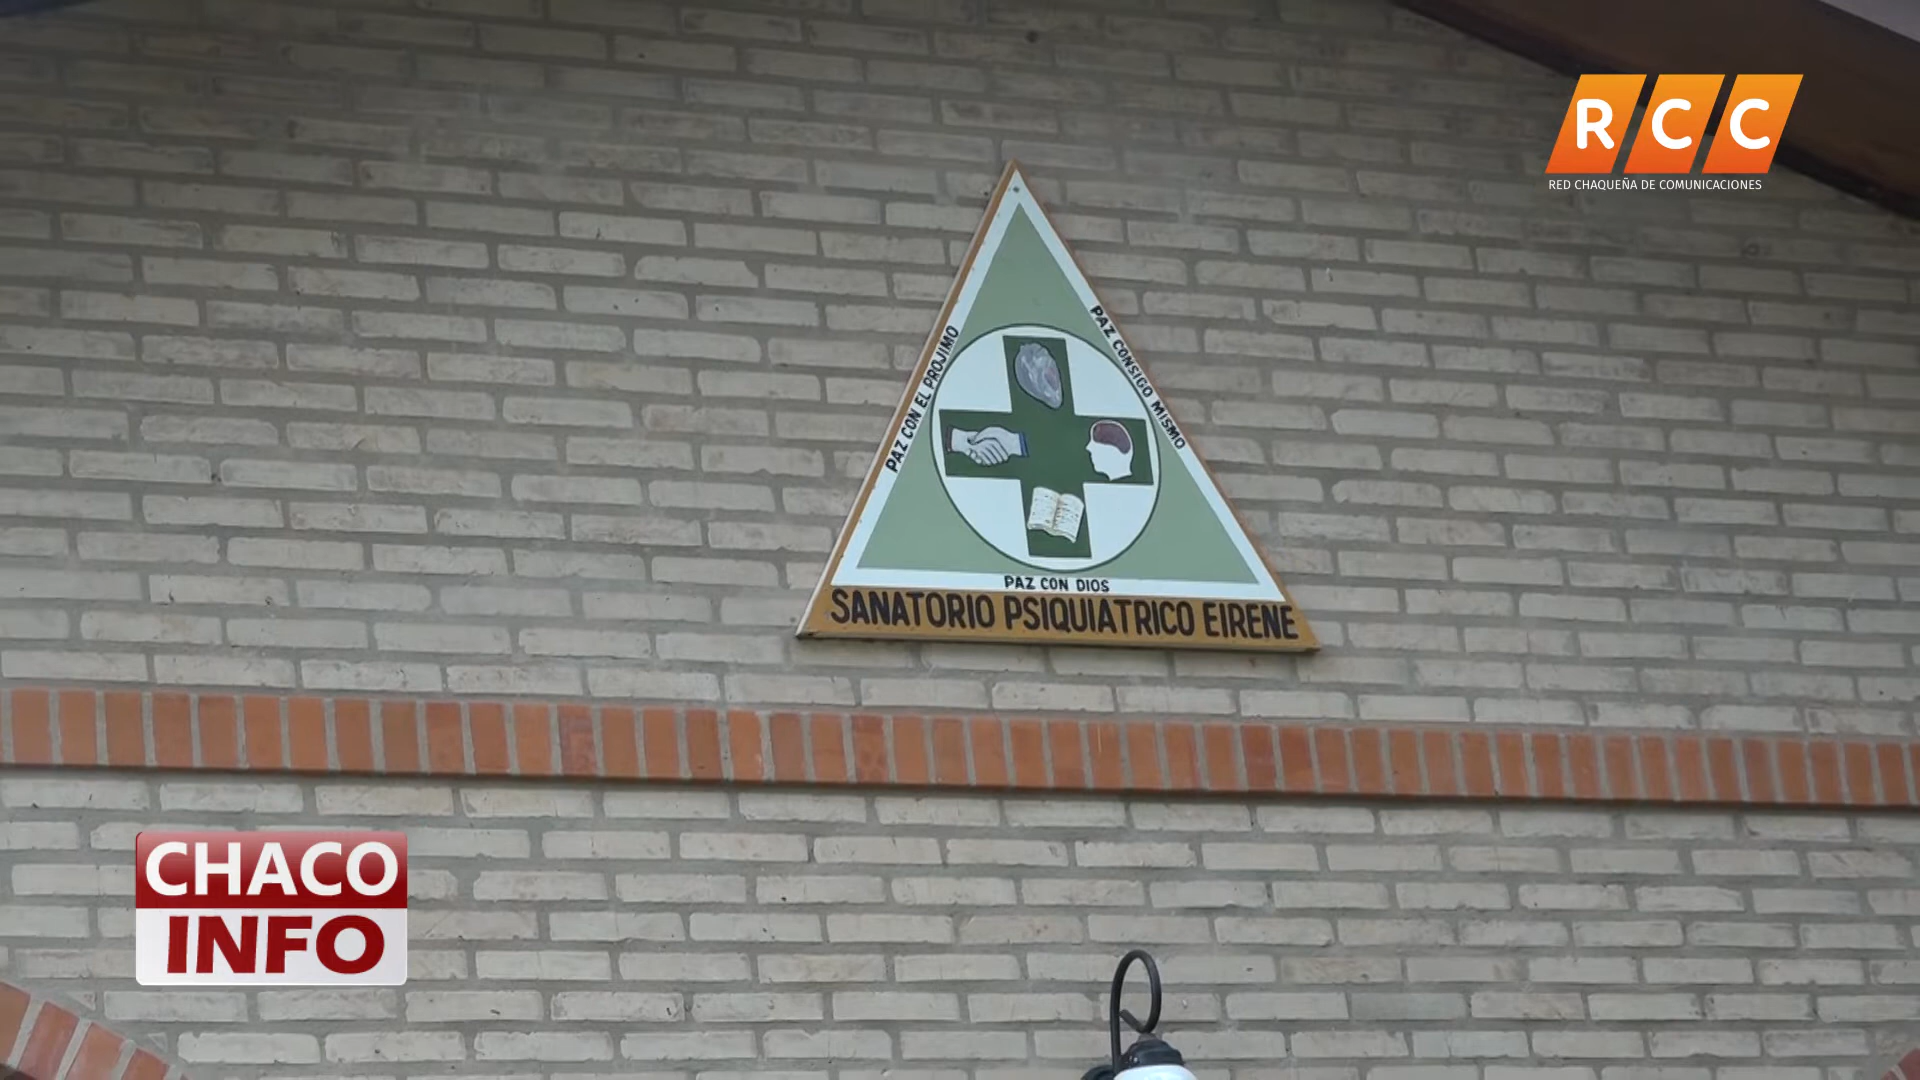 RCC
RED CHAQUEÑA DE COMUNICACIONES
PAZ CON EL PROJIMO
PAZ CONSIGO MISMO
PAZ CON DIOS
SANATORIO PSIQUIATRICO EIRENE
CHACO
INFO